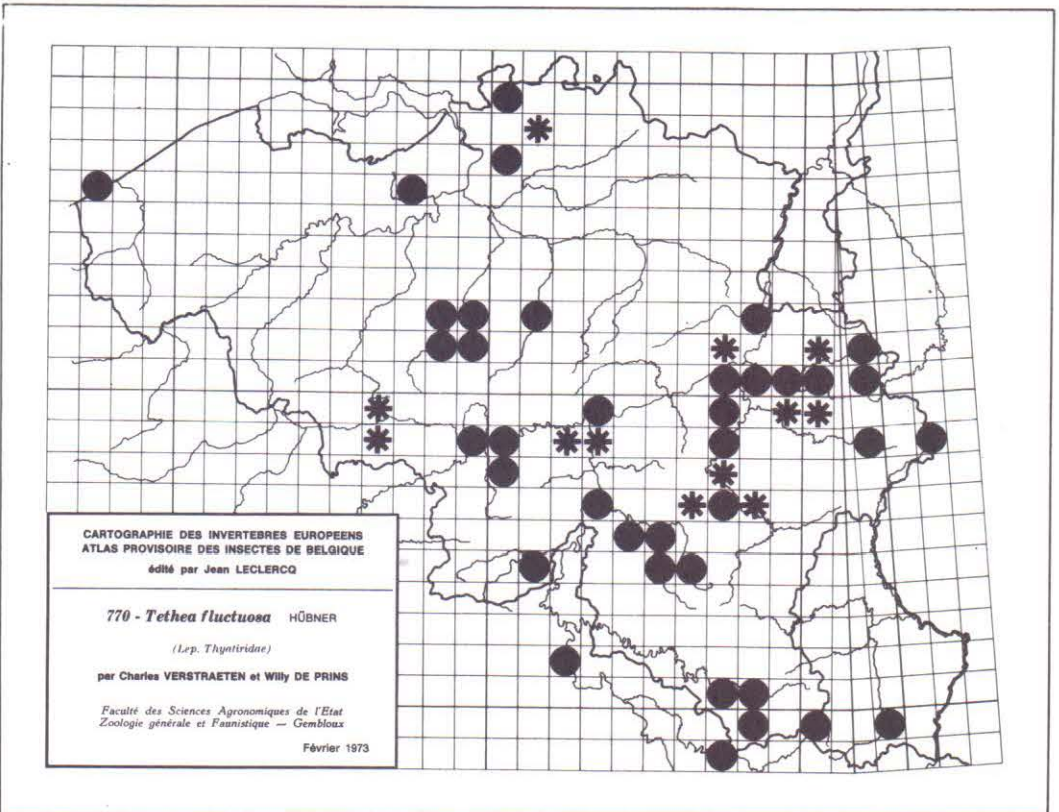 CARTOGRAPHIE DES INVERTEBRES EUROPEENS
ATLAS PROVISOIRE DES INSECTES DE BELGIQUE
édité par Jean LECLERCQ
770 - Tethea fluctuosa HÜBNER
(Lep. Thyatiridae)
par Charles VERSTRAETEN et Willy DE PRINS
Faculté des Sciences Agronomiques de l'Etat
Zoologie générale et Faunistique — Gembloux
Février 1973